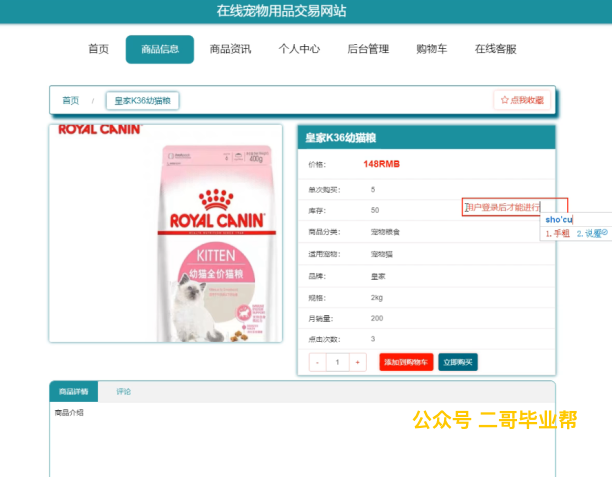 在线宠物用品交易网站
首页 商品信息 商品资讯 个人中心 后台管理 购物车 在线客服
首页 / 皇家K36幼猫粮 ☆ 点我收藏
ROYAL CANIN
400g
ROYAL CANIN
KITTEN
幼猫全价猫粮
皇家K36幼猫粮
价格： 148RMB
单次购买： 5
用户登录后才能进行
库存： 50
sho'cu
1.手粗 2.说
商品分类： 宠物粮食
适用宠物： 宠物猫
品牌： 皇家
规格： 2kg
月销量： 200
点击次数： 3
- 1 + 添加到购物车 立即购买
商品详情 评论
商品介绍
公众号 二哥毕业帮